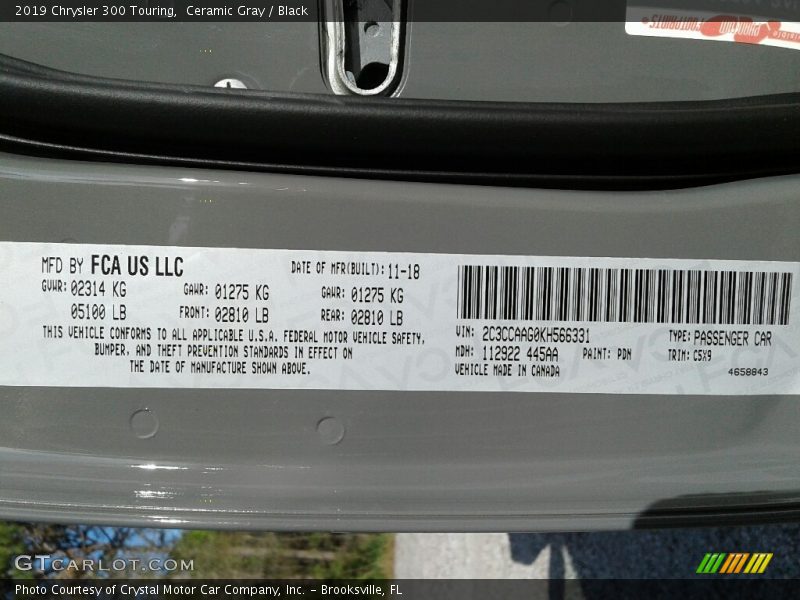 2019 Chrysler 300 Touring, Ceramic Gray / Black
MFD BY FCA US LLC
DATE OF MFR(BUILT): 11-18
GVWR: 02314 KG
GAWR: 01275 KG
GAWR: 01275 KG
05100 LB
FRONT: 02810 LB
REAR: 02810 LB
THIS VEHICLE CONFORMS TO ALL APPLICABLE U.S.A. FEDERAL MOTOR VEHICLE SAFETY,
BUMPER, AND THEFT PREVENTION STANDARDS IN EFFECT ON
THE DATE OF MANUFACTURE SHOWN ABOVE.
VIN: 2C3CCAAG0KH566331
TYPE: PASSENGER CAR
MDH: 112922 445AA
PAINT: PDN
TRIM: C5X9
VEHICLE MADE IN CANADA
4658843
GTCARLOT.COM
Photo Courtesy of Crystal Motor Car Company, Inc. - Brooksville, FL